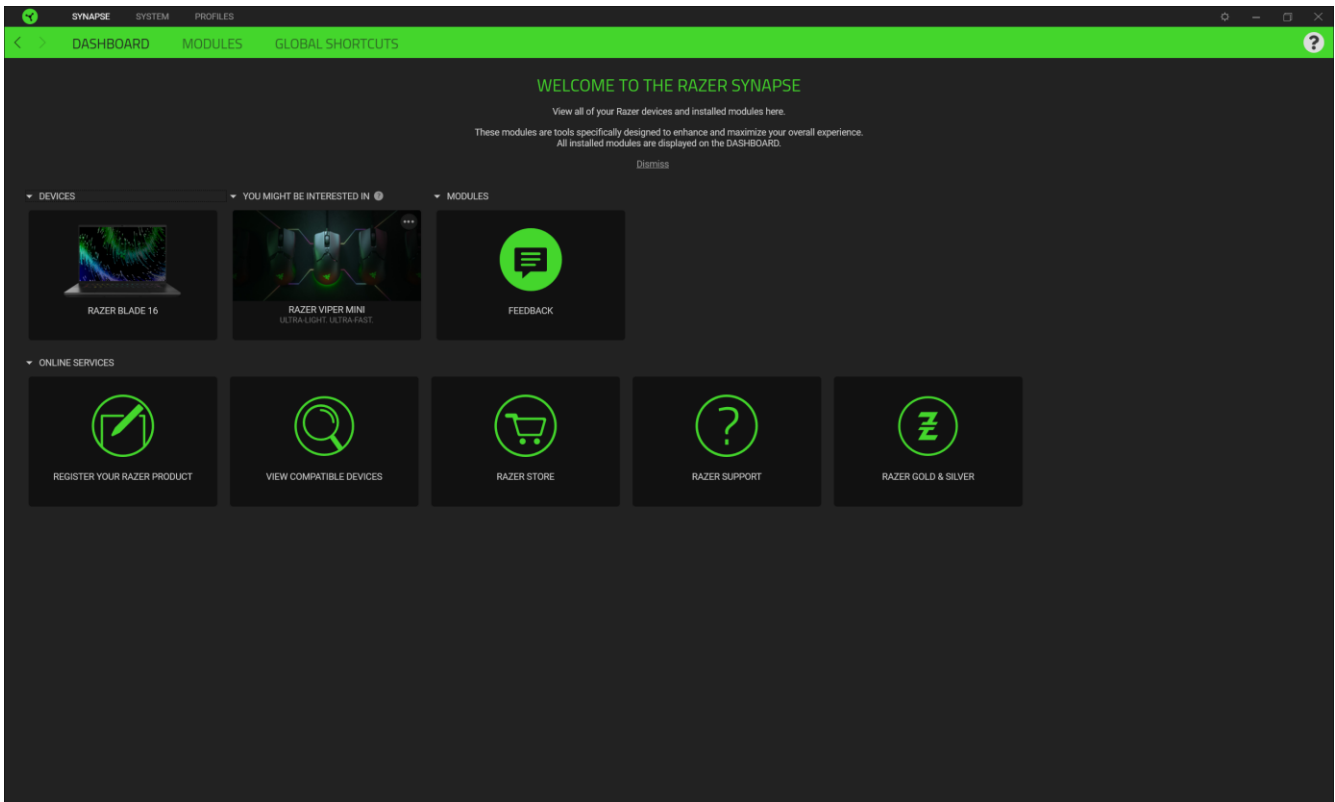 SYNAPSE SYSTEM PROFILES
DASHBOARD MODULES GLOBAL SHORTCUTS
?
WELCOME TO THE RAZER SYNAPSE
View all of your Razer devices and installed modules here.
These modules are tools specifically designed to enhance and maximize your overall experience.
All installed modules are displayed on the DASHBOARD.
Dismiss
DEVICES
YOU MIGHT BE INTERESTED IN ?
MODULES
RAZER BLADE 16
RAZER VIPER MINI
ULTRA-LIGHT. ULTRA-FAST.
FEEDBACK
ONLINE SERVICES
REGISTER YOUR RAZER PRODUCT
VIEW COMPATIBLE DEVICES
RAZER STORE
?
RAZER SUPPORT
RAZER GOLD & SILVER